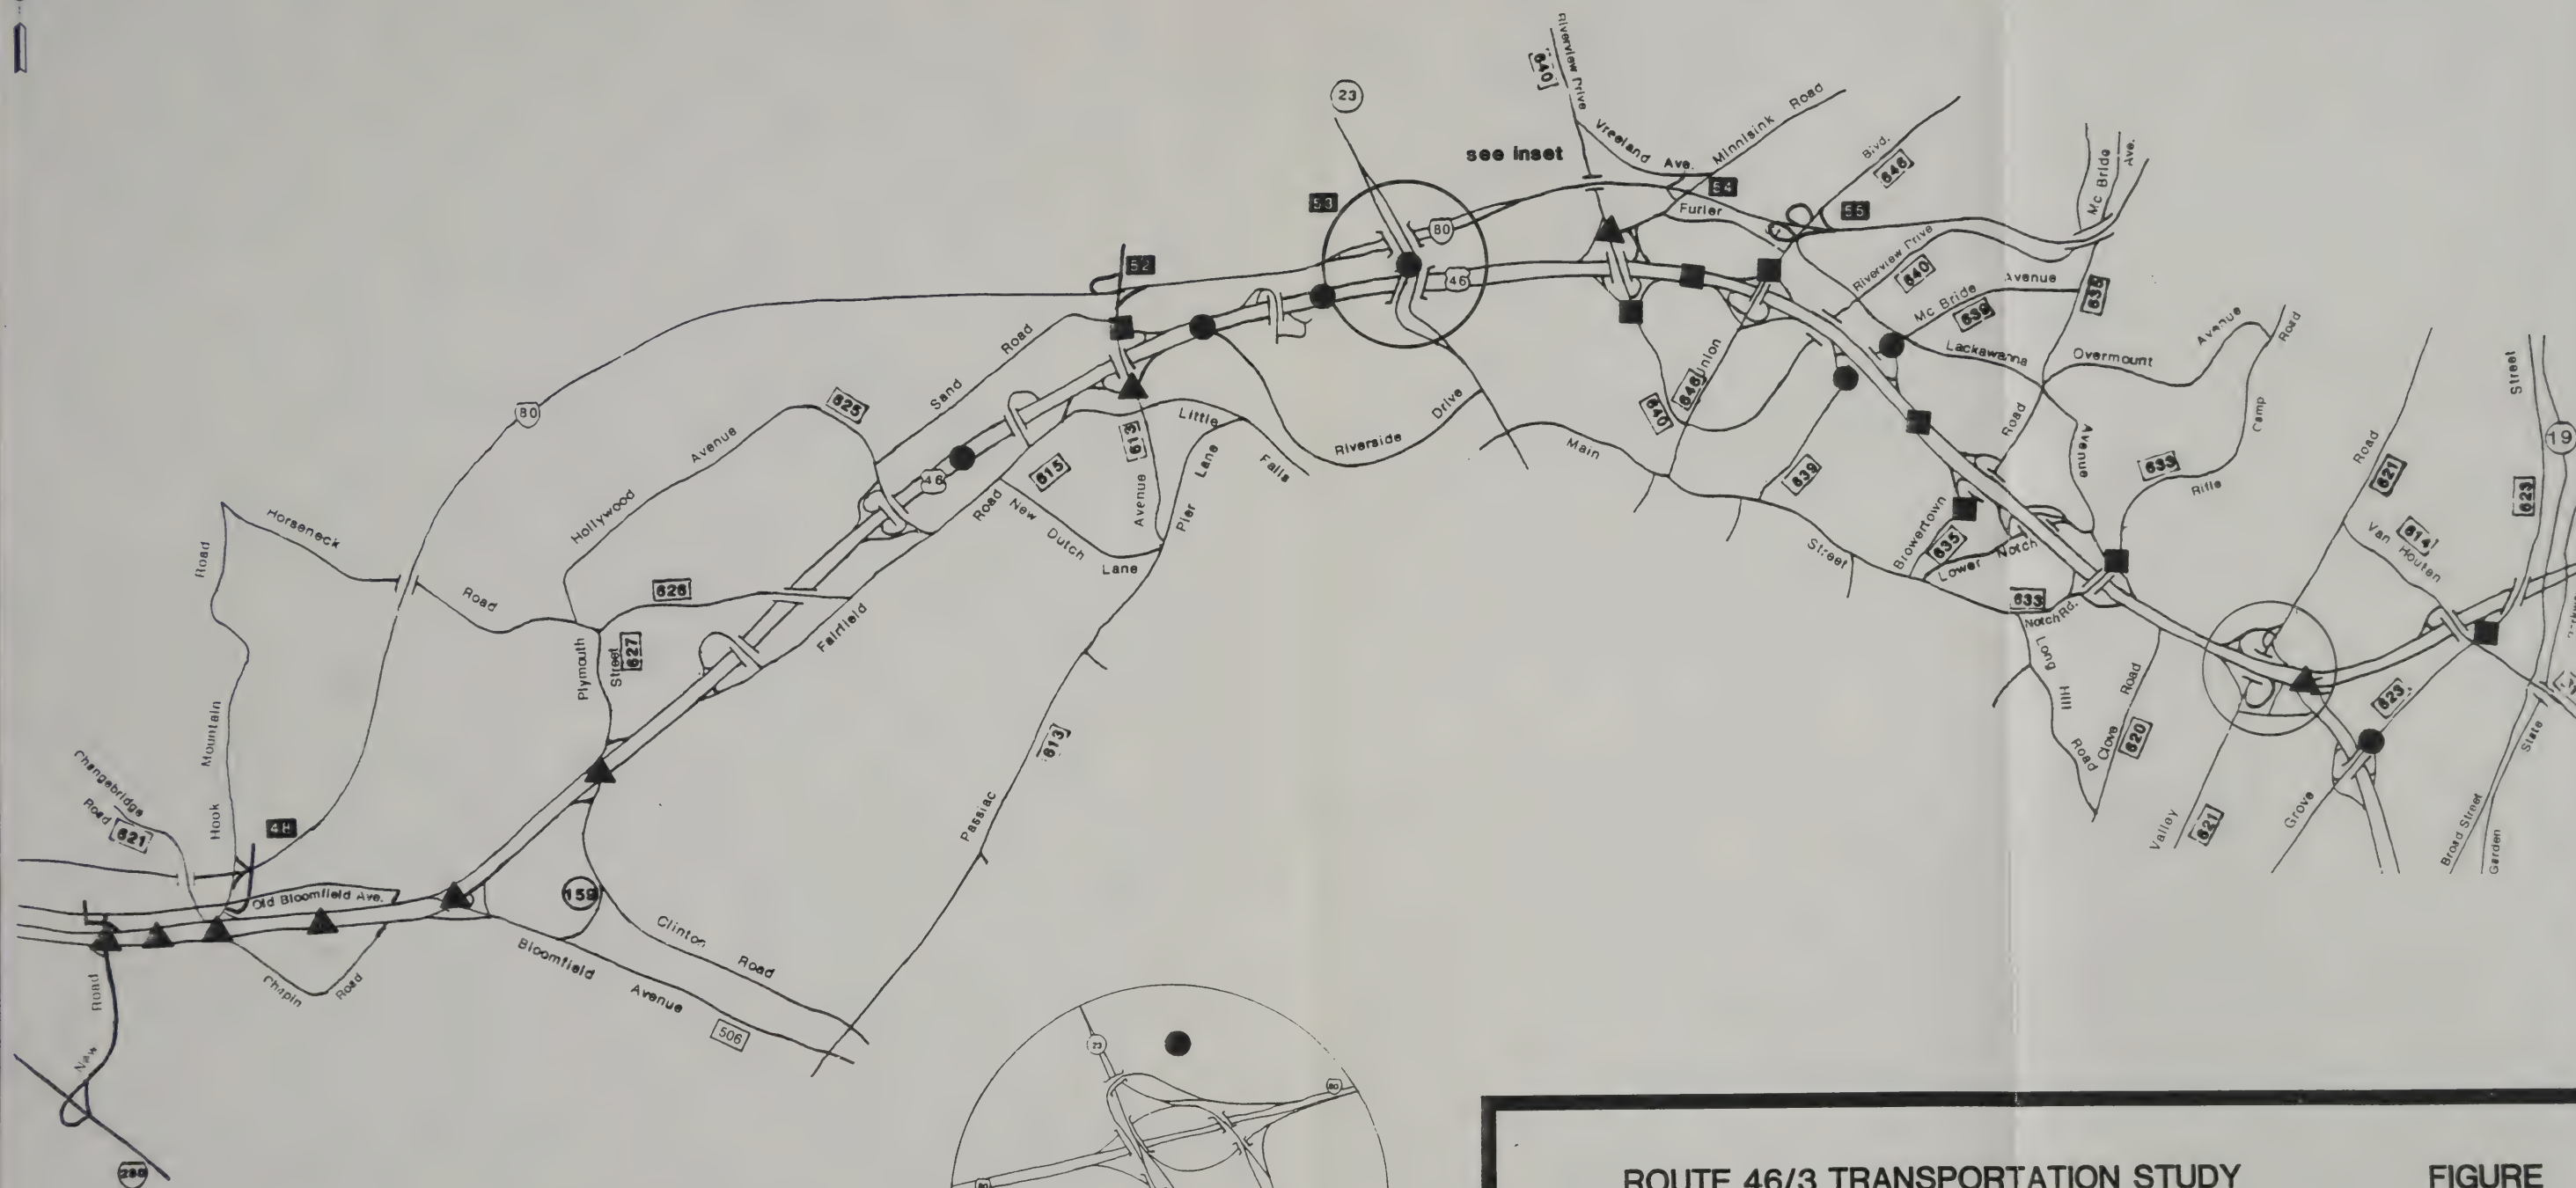 23
Riverview Drive
640
see inset
Vreeland Ave.
Minnisink Road
Blvd.
646
Mc Bride Ave.
53
54
55
Furler
80
46
52
Riverview Drive
640
Mc Bride Avenue
639
635
Lackawanna
Avenue
Overmount Avenue
Road
Camp
Rifle
633
Sand Road
625
80
Hollywood Avenue
46
615
613
Avenue
Little
Falls
Pier Lane
Riverside Drive
Main
Street
Union
646
640
639
Road
Browertown
635
Lower Notch
633
Notch Rd.
Long Hill Road
Clove Road
620
Road
621
Van Houten
614
Street
623
19
Horseneck
Road
Road
New Dutch Lane
626
Fairfield
Road
Plymouth Street
627
Hook Mountain Road
Changebridge Road
621
48
Old Bloomfield Ave.
Chapin Road
New Road
280
159
Clinton Road
Bloomfield Avenue
506
Passiac
613
Valley
621
Grove
623
Broad Street
State
Garden
23
80
80
ROUTE 46/3 TRANSPORTATION STUDY
FIGURE